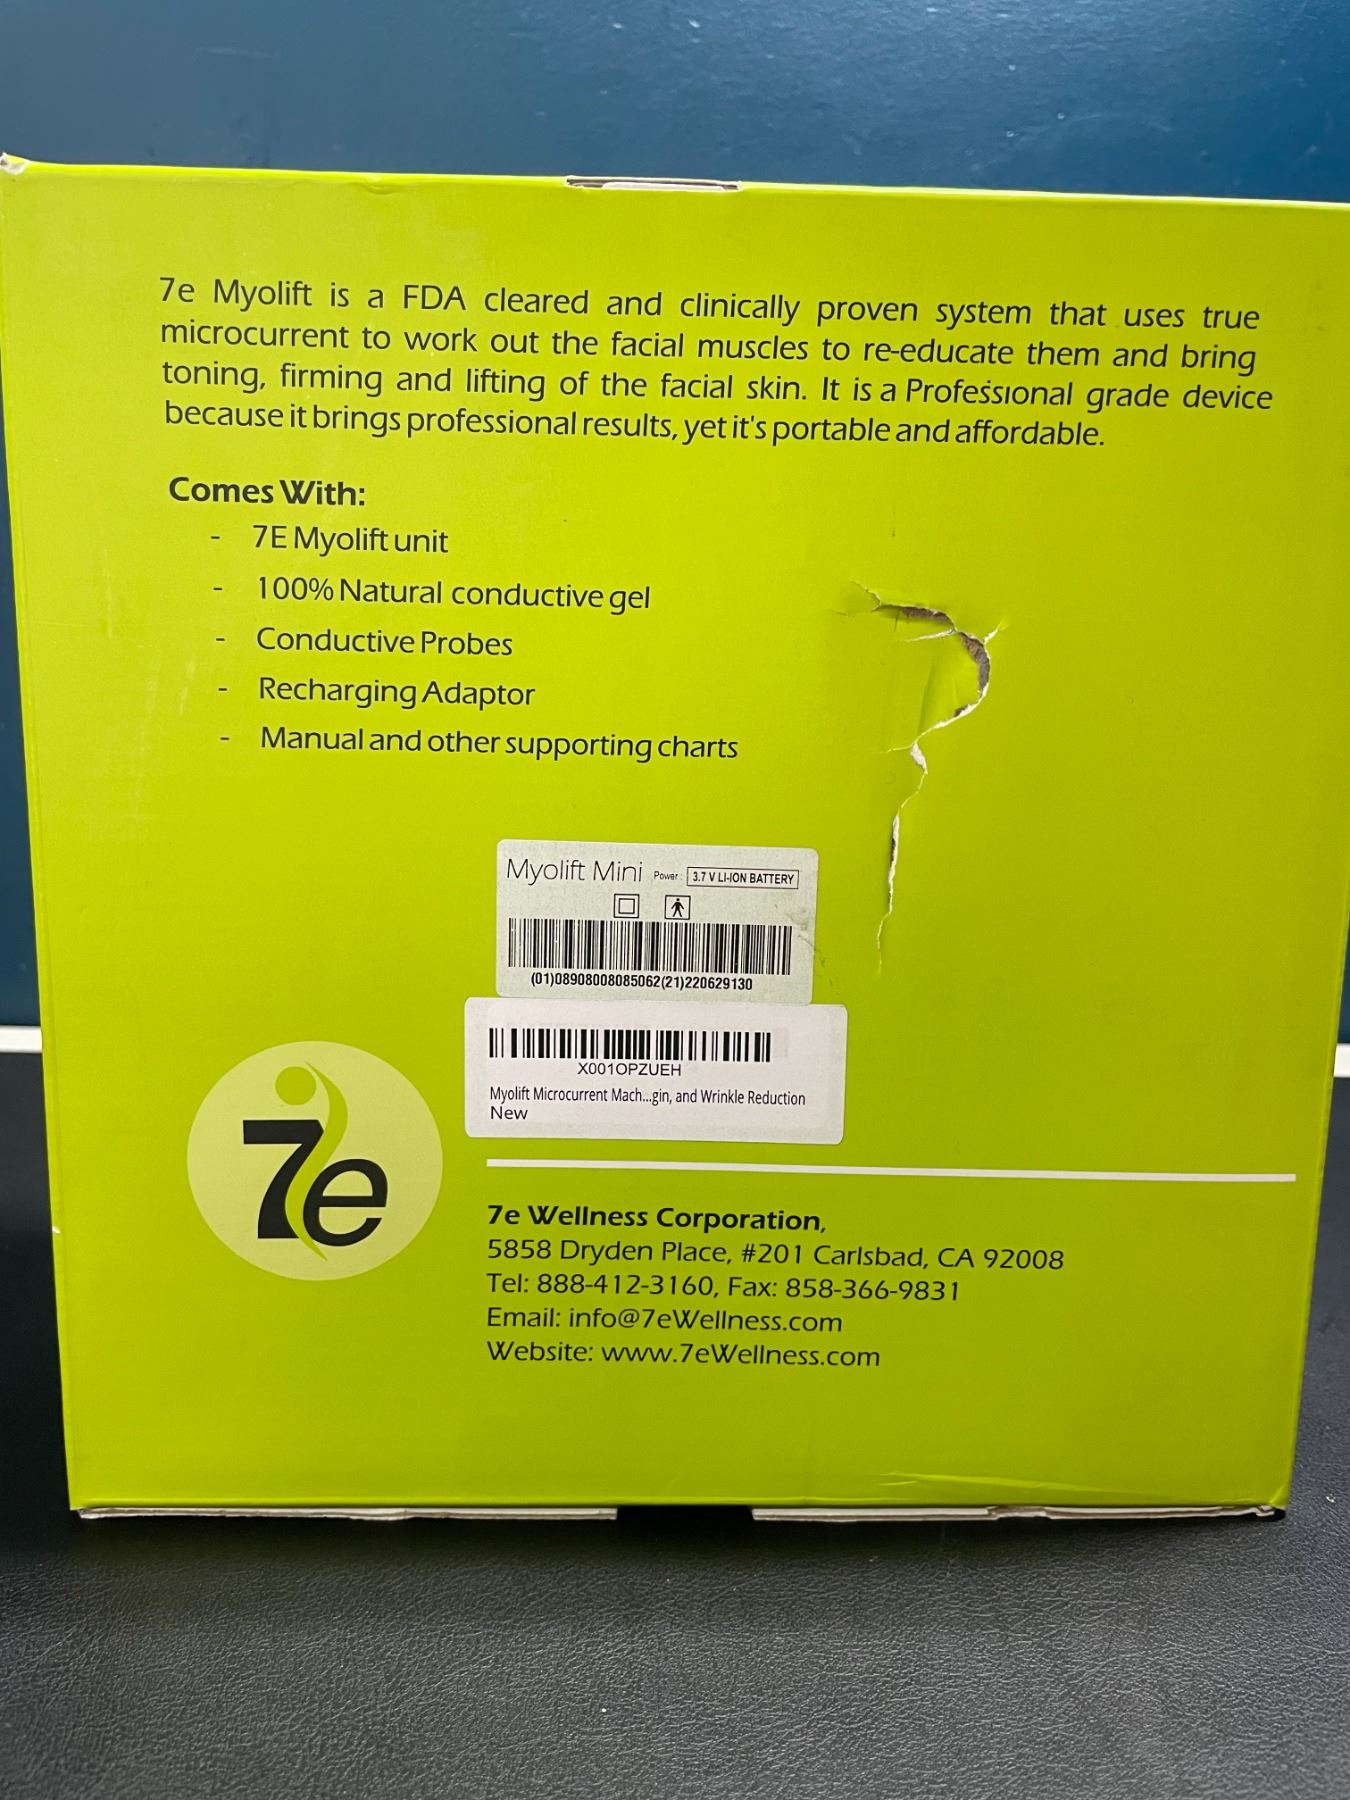 7e Myolift is a FDA cleared and clinically proven system that uses true
microcurrent to work out the facial muscles to re-educate them and bring
toning, firming and lifting of the facial skin. It is a Professional grade device
because it brings professional results, yet it's portable and affordable.
Comes With:
- 7E Myolift unit
- 100% Natural conductive gel
- Conductive Probes
- Recharging Adaptor
- Manual and other supporting charts
Myolift Mini Power: 3.7 V LI-ION BATTERY
(01)08908008085062(21)220629130
X001OPZUEH
Myolift Microcurrent Mach...gin, and Wrinkle Reduction
New
7e
7e Wellness Corporation,
5858 Dryden Place, #201 Carlsbad, CA 92008
Tel: 888-412-3160, Fax: 858-366-9831
Email: info@7eWellness.com
Website: www.7eWellness.com